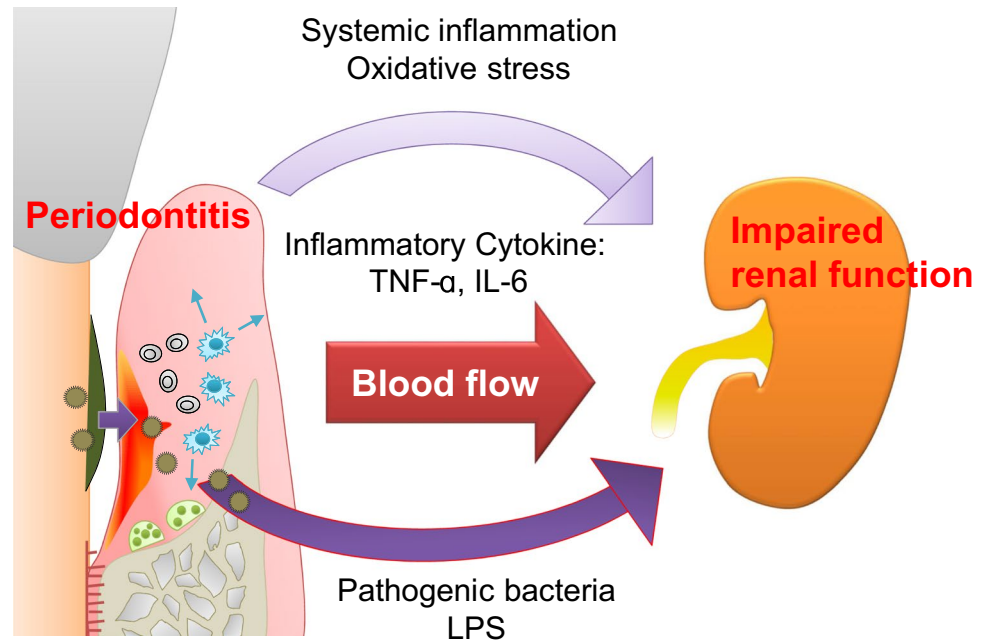 Systemic inflammation
Oxidative stress
Periodontitis
Inflammatory Cytokine:
TNF-α, IL-6
Impaired
renal function
Blood flow
Pathogenic bacteria
LPS